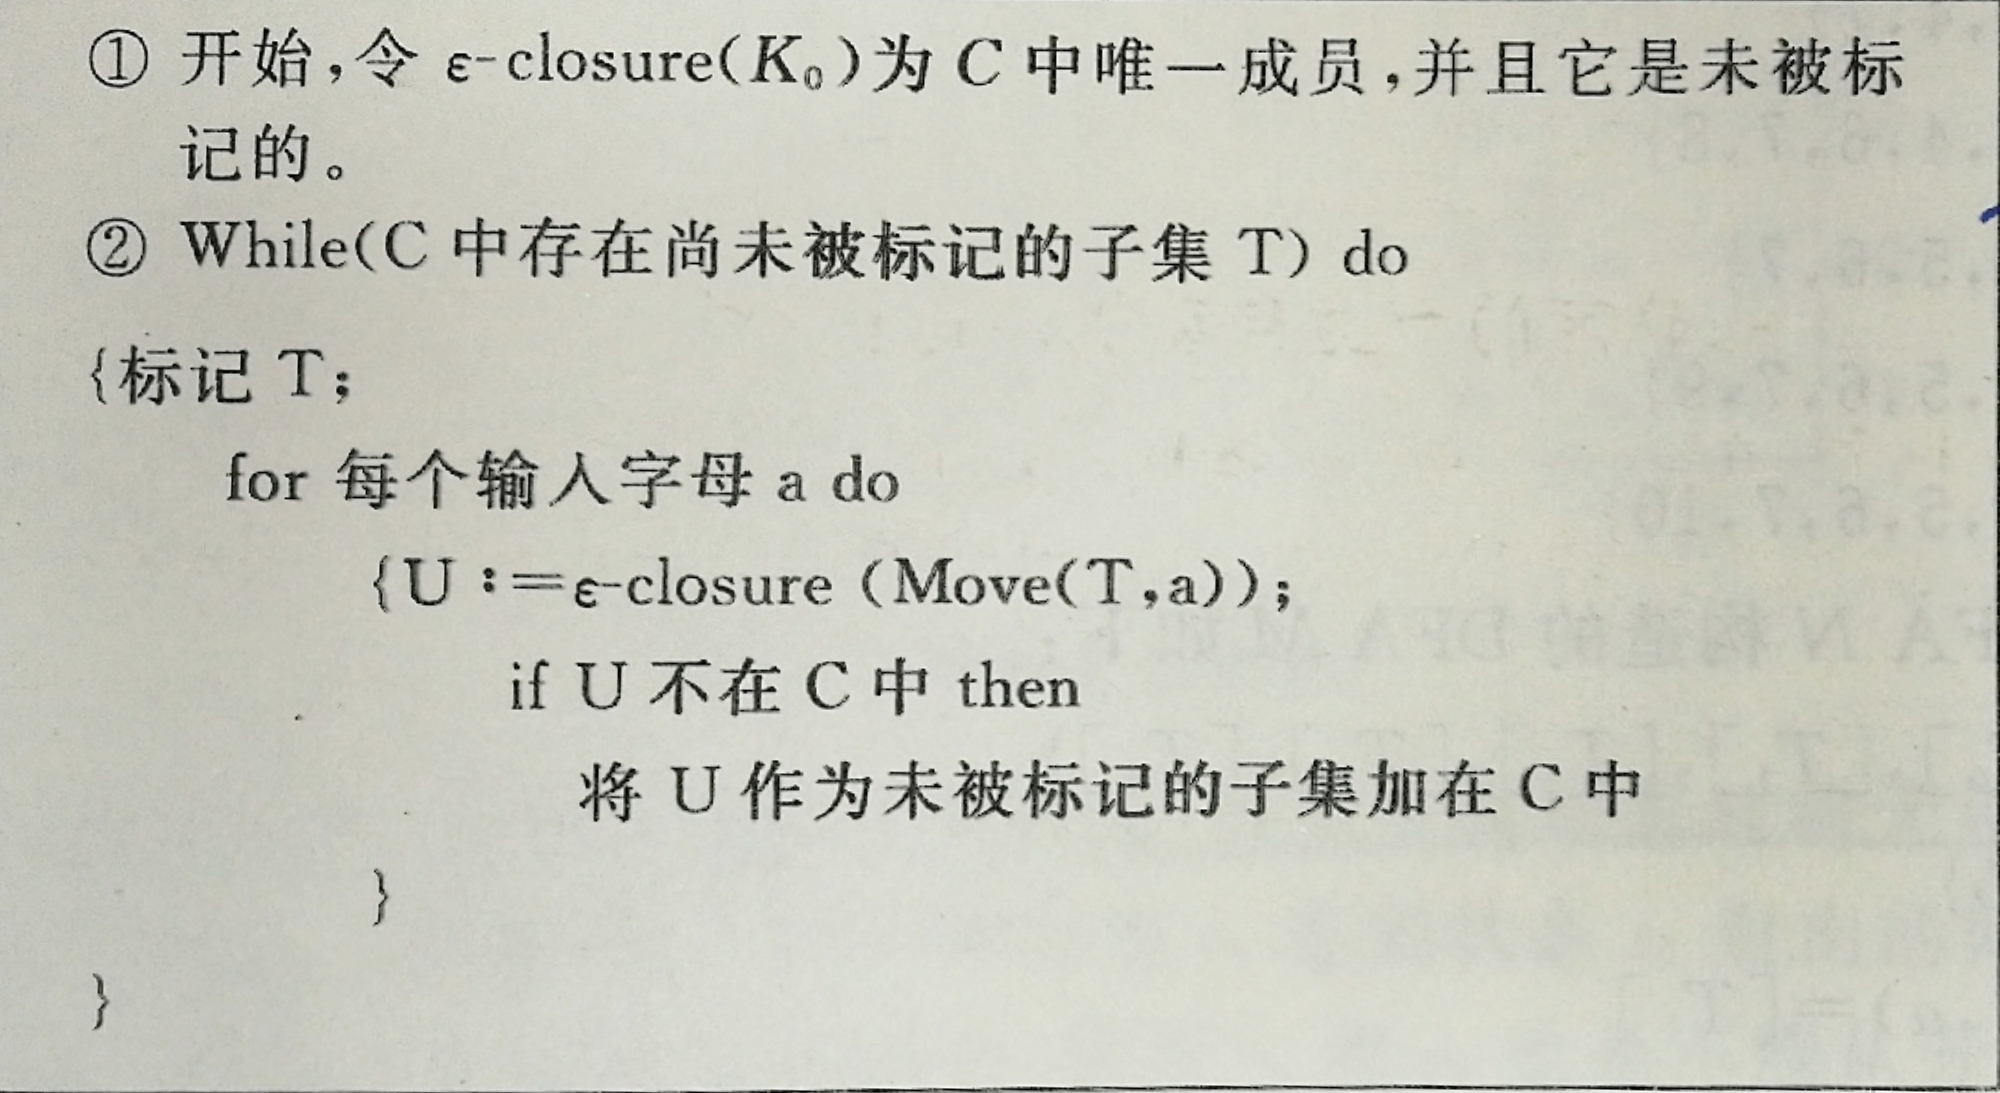 ① 开始,令 ε-closure(K₀)为 C 中唯一成员,并且它是未被标
记的。
② While(C 中存在尚未被标记的子集 T) do
{标记 T;
for 每个输入字母 a do
{U :=ε-closure (Move(T,a));
if U 不在 C 中 then
将 U 作为未被标记的子集加在 C 中
}
}